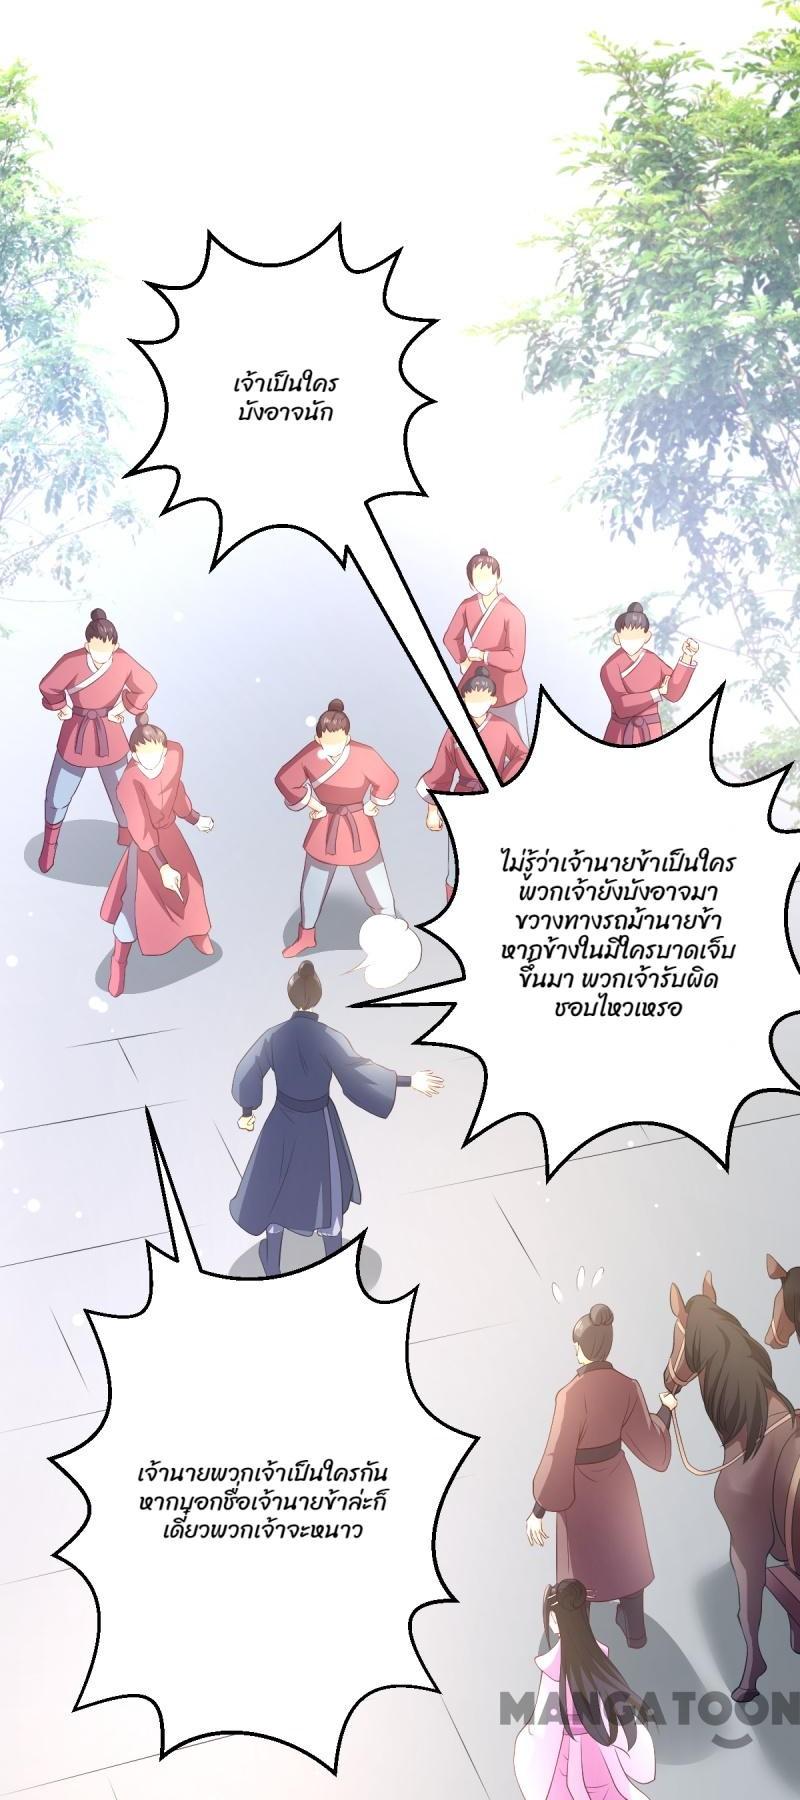 เจ้าเป็นใคร
บังอาจนัก
ไม่รู้ว่าเจ้านายข้าเป็นใคร
พวกเจ้ายังบังอาจมา
ขวางทางรถม้านายข้า
หากข้างในมีใครบาดเจ็บ
ขึ้นมา พวกเจ้ารับผิด
ชอบไหวเหรอ
เจ้านายพวกเจ้าเป็นใครกัน
หากบอกชื่อเจ้านายข้าล่ะก็
เดี๋ยวพวกเจ้าจะหนาว
MANGATOON